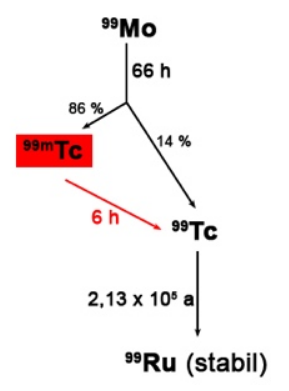 ⁹⁹Mo
66 h
86 %
14 %
⁹⁹ᵐTc
6 h
⁹⁹Tc
2,13 x 10⁵ a
⁹⁹Ru (stabil)